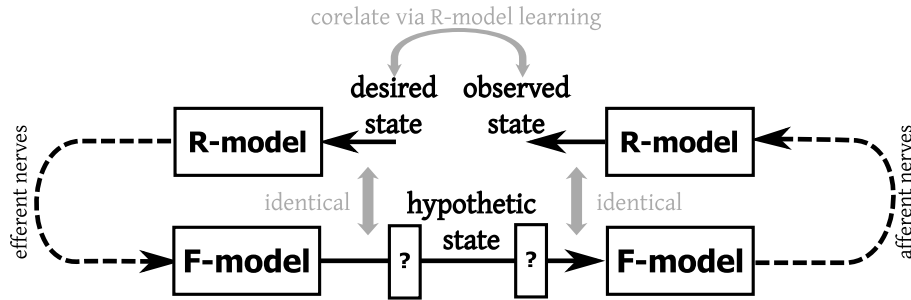 corelate via R-model learning
desired
state
observed
state
R-model
R-model
efferent nerves
afferent nerves
identical
identical
hypothetic
state
F-model
?
?
F-model